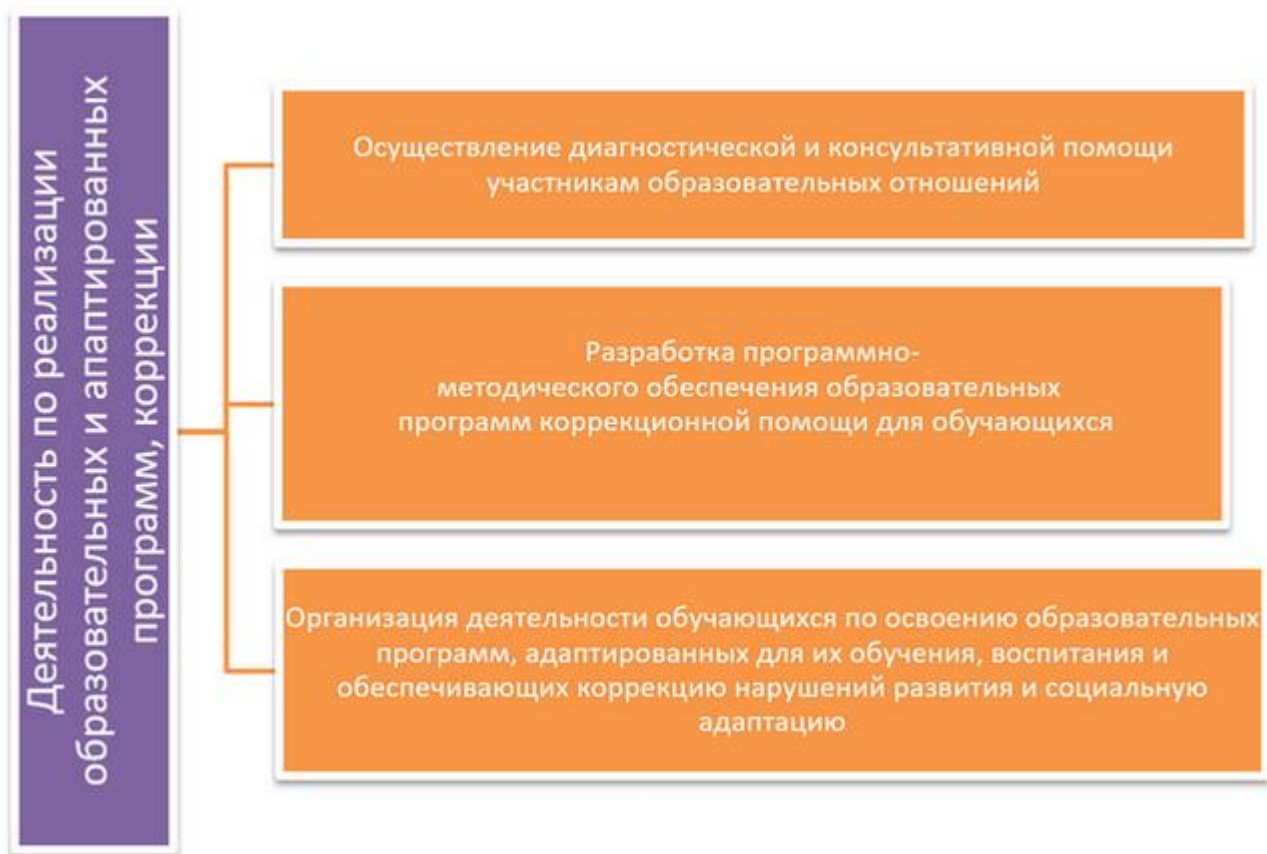 Деятельность по реализации
образовательных и апаптированных
программ, коррекции
Осуществление диагностической и консультативной помощи
участникам образовательных отношений
Разработка программно-
методического обеспечения образовательных
программ коррекционной помощи для обучающихся
Организация деятельности обучающихся по освоению образовательных
программ, адаптированных для их обучения, воспитания и
обеспечивающих коррекцию нарушений развития и социальную
адаптацию